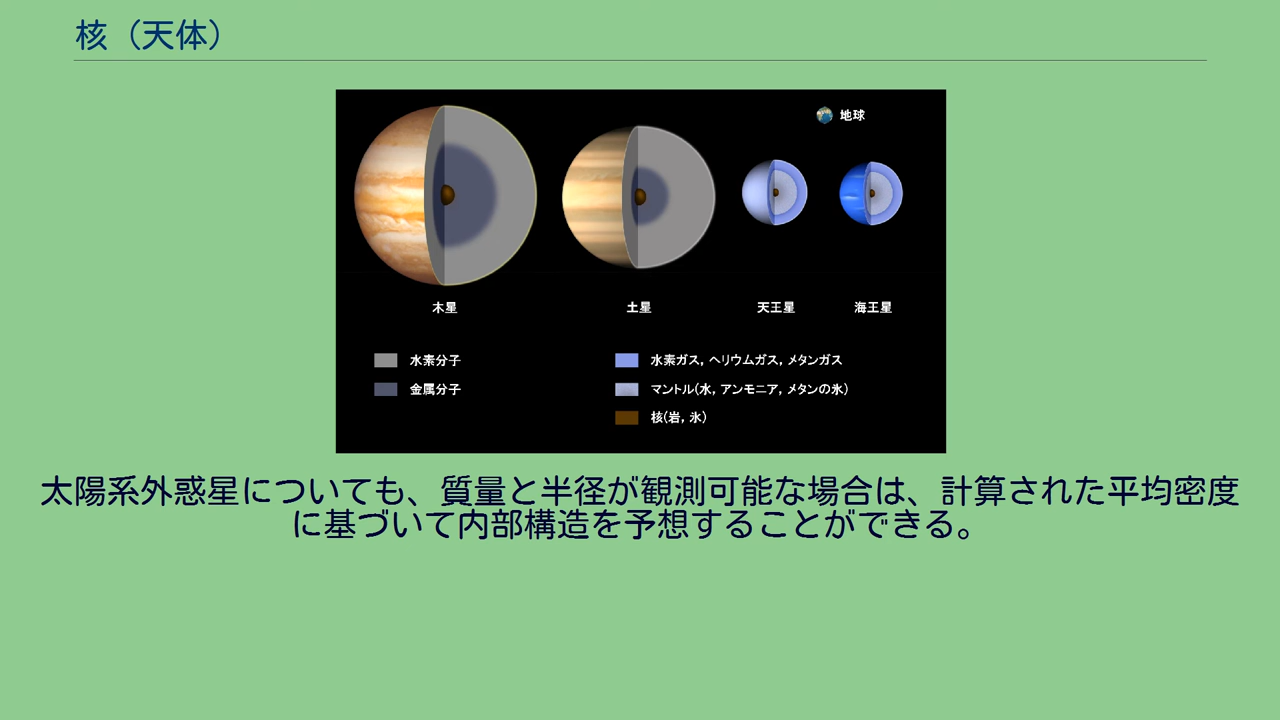 核（天体）
地球
木星
土星
天王星
海王星
水素分子
金属分子
水素ガス, ヘリウムガス, メタンガス
マントル(水, アンモニア, メタンの氷)
核(岩, 氷)
太陽系外惑星についても、質量と半径が観測可能な場合は、計算された平均密度
に基づいて内部構造を予想することができる。